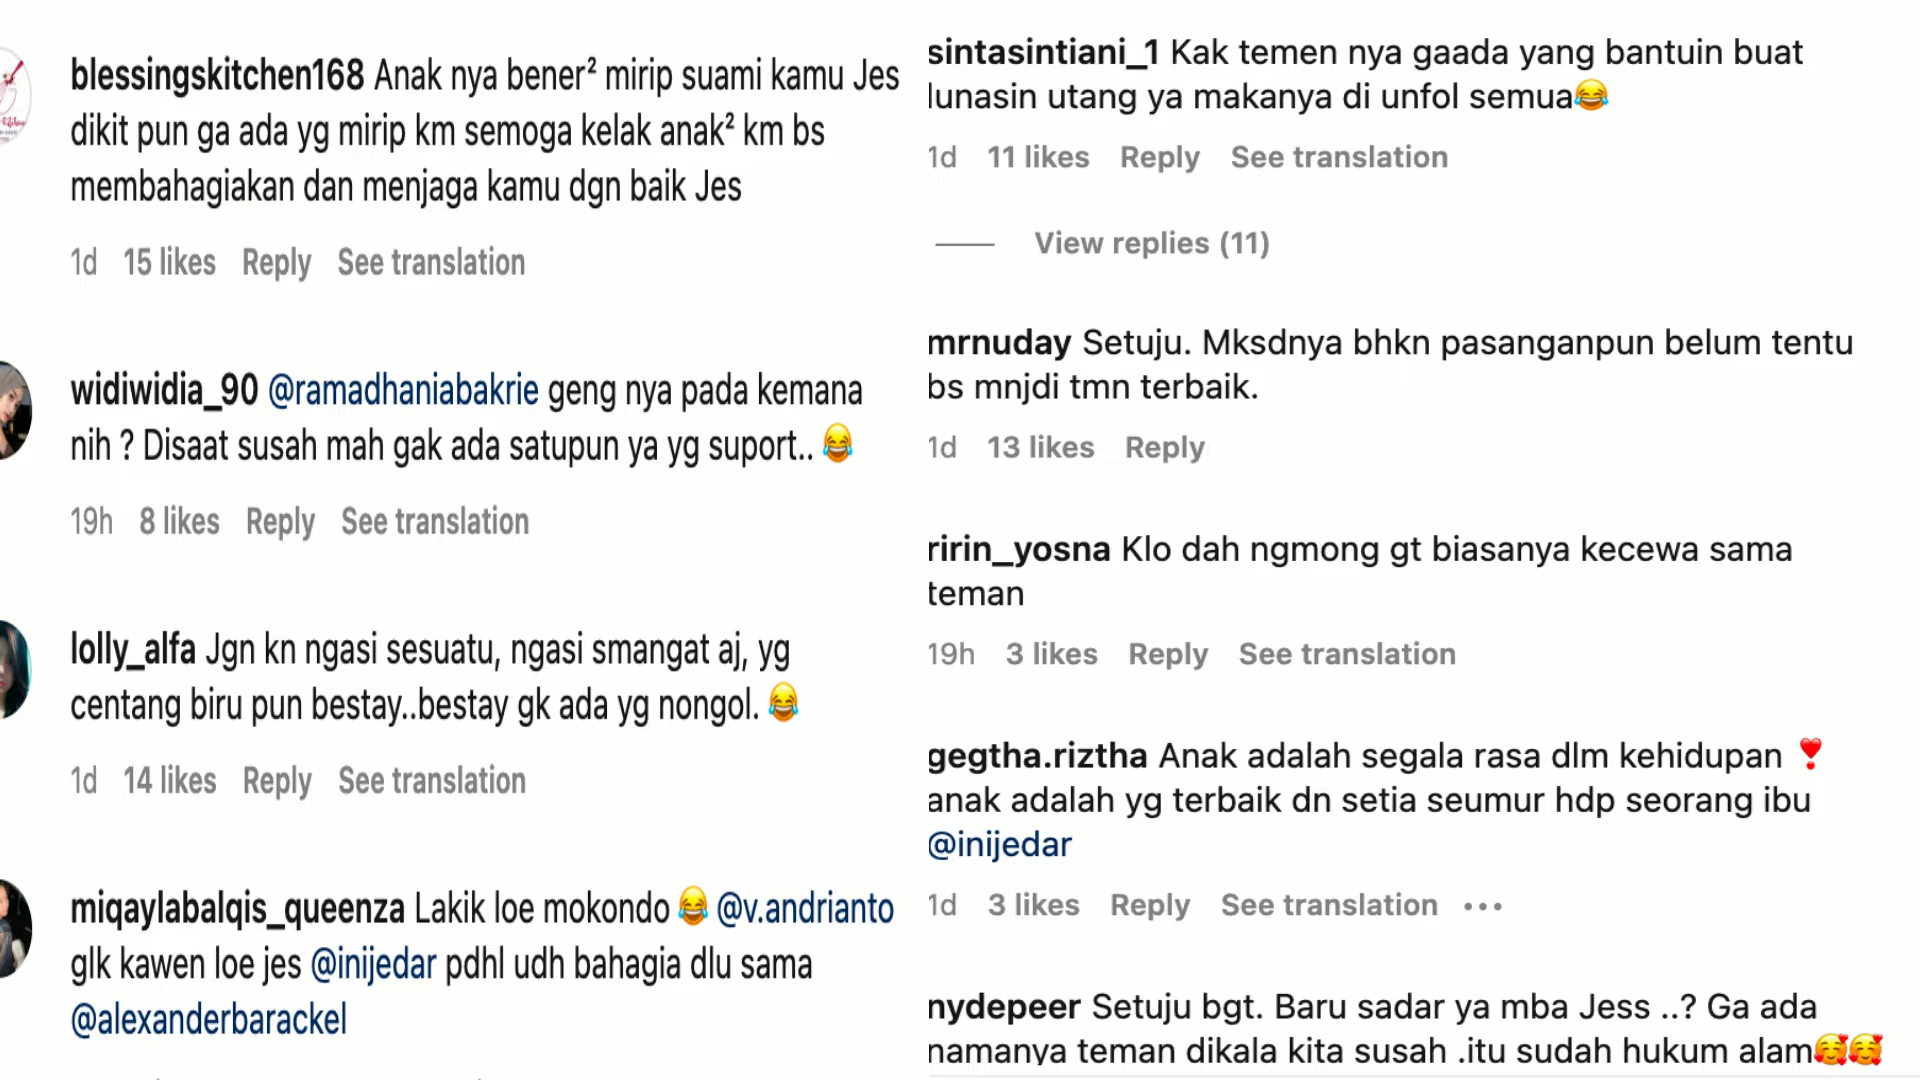 blessingskitchen168 Anak nya bener² mirip suami kamu Jes
dikit pun ga ada yg mirip km semoga kelak anak² km bs
membahagiakan dan menjaga kamu dgn baik Jes
1d 15 likes Reply See translation
widiwidia_90 @ramadhaniabakrie geng nya pada kemana
nih ? Disaat susah mah gak ada satupun ya yg suport.. 😂
19h 8 likes Reply See translation
lolly_alfa Jgn kn ngasi sesuatu, ngasi smangat aj, yg
centang biru pun bestay..bestay gk ada yg nongol. 😂
1d 14 likes Reply See translation
miqaylabalqis_queenza Lakik loe mokondo 😂 @v.andrianto
glk kawen loe jes @inijedar pdhl udh bahagia dlu sama
@alexanderbarackel
sintasintiani_1 Kak temen nya gaada yang bantuin buat
lunasin utang ya makanya di unfol semua😂
1d 11 likes Reply See translation
View replies (11)
mrnuday Setuju. Mksdnya bhkn pasanganpun belum tentu
bs mnjdi tmn terbaik.
1d 13 likes Reply
ririn_yosna Klo dah ngmong gt biasanya kecewa sama
teman
19h 3 likes Reply See translation
gegtha.riztha Anak adalah segala rasa dlm kehidupan ❣️
anak adalah yg terbaik dn setia seumur hdp seorang ibu
@inijedar
1d 3 likes Reply See translation •••
nydepeer Setuju bgt. Baru sadar ya mba Jess ..? Ga ada
namanya teman dikala kita susah .itu sudah hukum alam🥰🥰